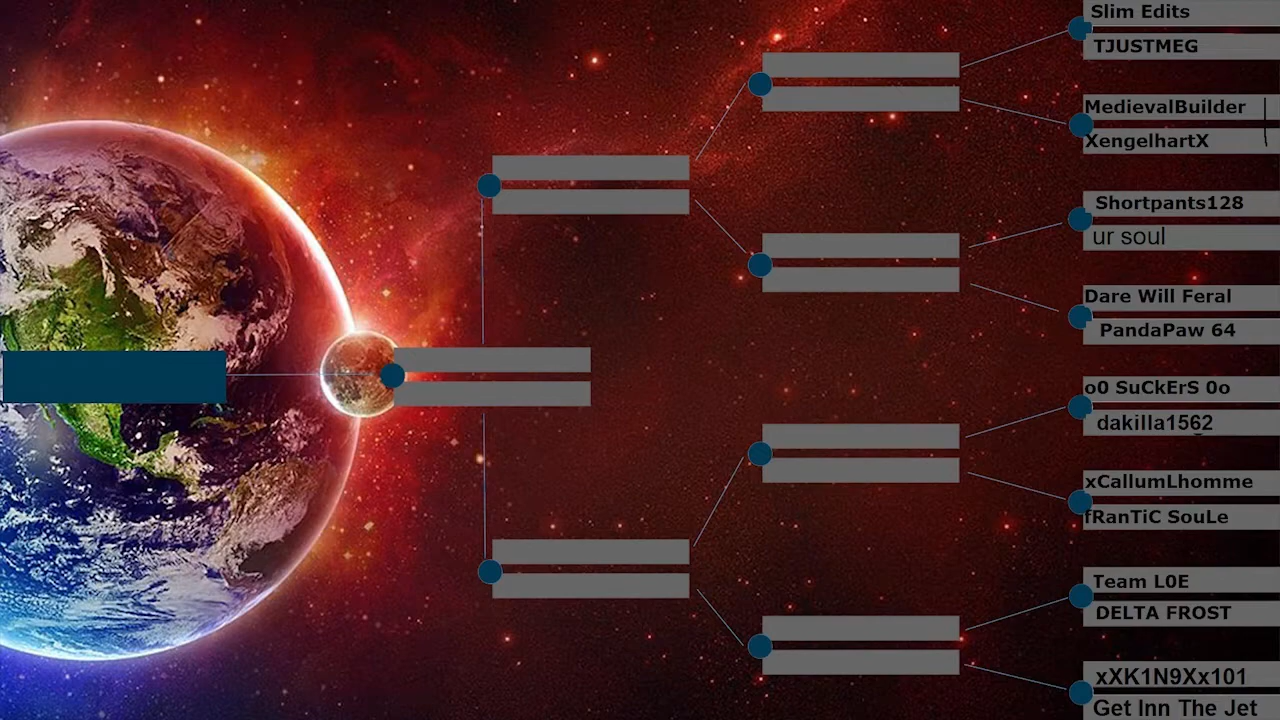 Slim Edits
TJUSTMEG
MedievalBuilder
XengelhartX
Shortpants128
ur soul
Dare Will Feral
PandaPaw 64
o0 SuCkErS 0o
dakilla1562
xCallumLhomme
fRanTiC SouLe
Team L0E
DELTA FROST
xXK1N9Xx101
Get Inn The Jet